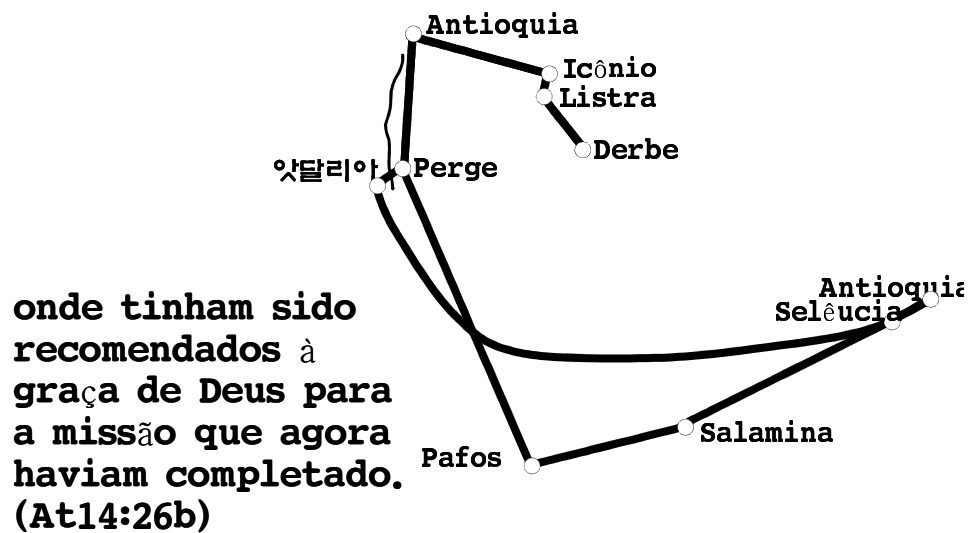 Antioquia
Icônio
Listra
Derbe
앗달리아
Perge
Antioquia
Selêucia
onde tinham sido
recomendados à
graça de Deus para
a missão que agora
haviam completado.
(At14:26b)
Salamina
Pafos